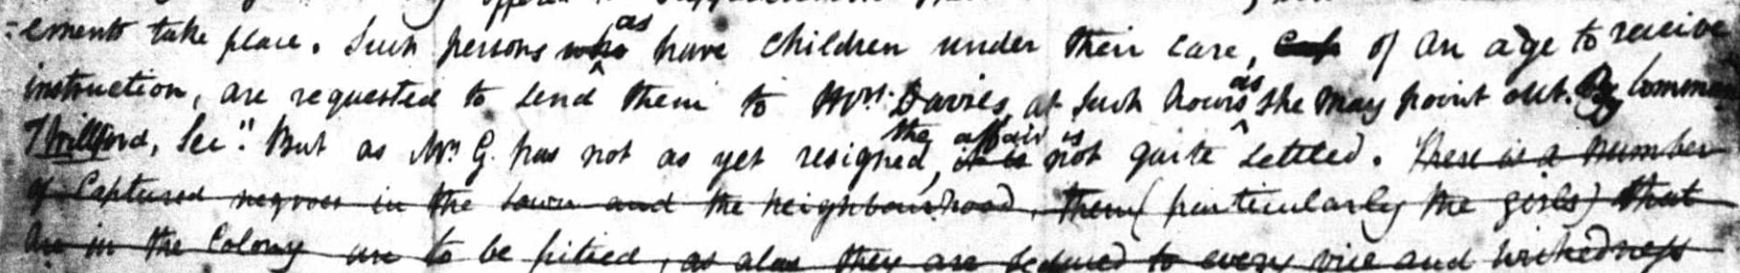 -ements take place. Such persons as have children under their care, of an age to receive
instruction, are requested to send them to Mrs. Davies, at such hours as she may point out. By Comman
Thillford, Sec". But as Mr. G. has not as yet resigned, the affair is not quite settled. There is a number
of Captured negroes in the town and the neighbourhood, them (particularly the girls) that
are in the Colony are to be pitied, as alas they are seduced to every vice and wickedness